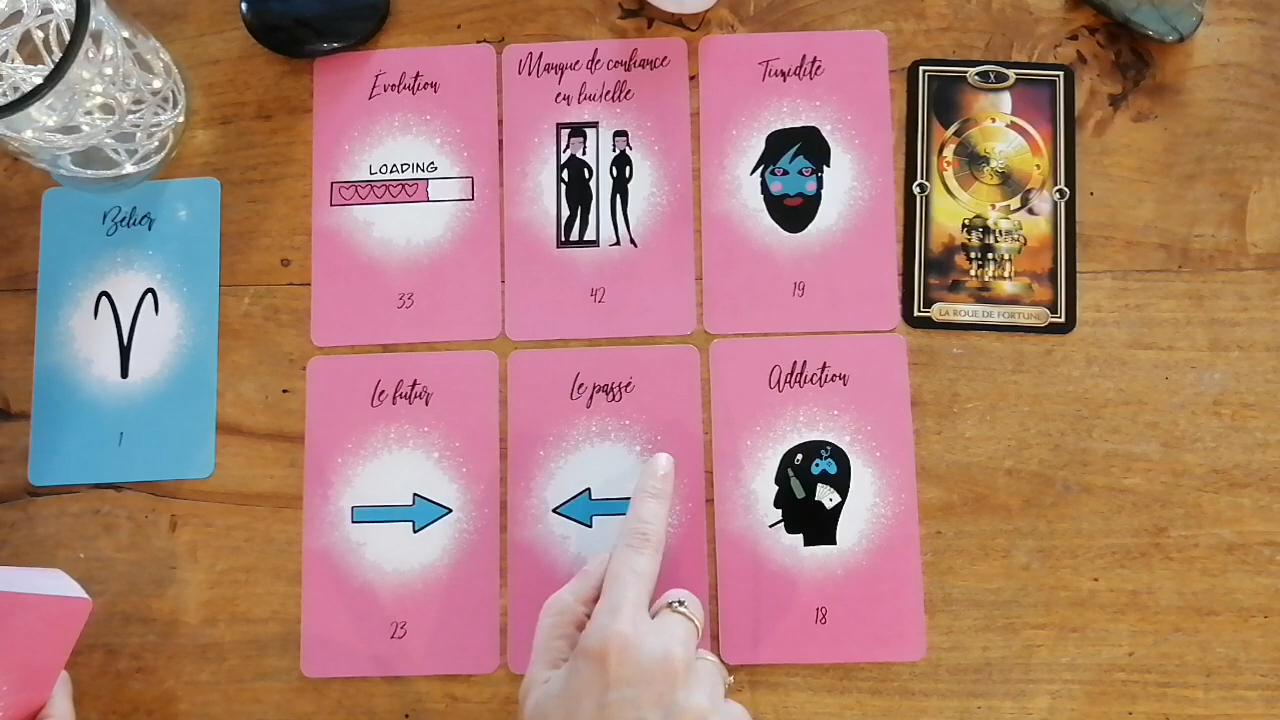 Bélier
1
Évolution
LOADING
33
Manque de confiance
en lui/elle
42
Timidité
19
X
LA ROUE DE FORTUNE
Le futur
23
Le passé
Addiction
18